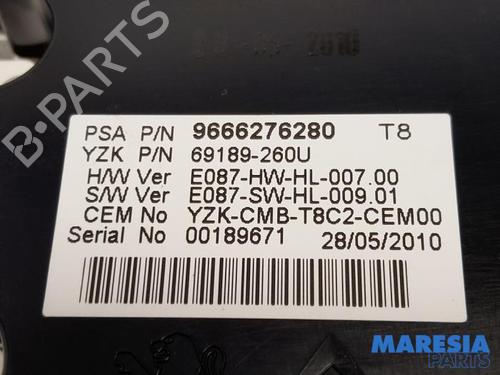 PSA P/N 9666276280 T8
YZK P/N 69189-260U
H/W Ver E087-HW-HL-007.00
S/W Ver E087-SW-HL-009.01
CEM No YZK-CMB-T8C2-CEM00
Serial No 00189671 28/05/2010
MARESIA
PARTS